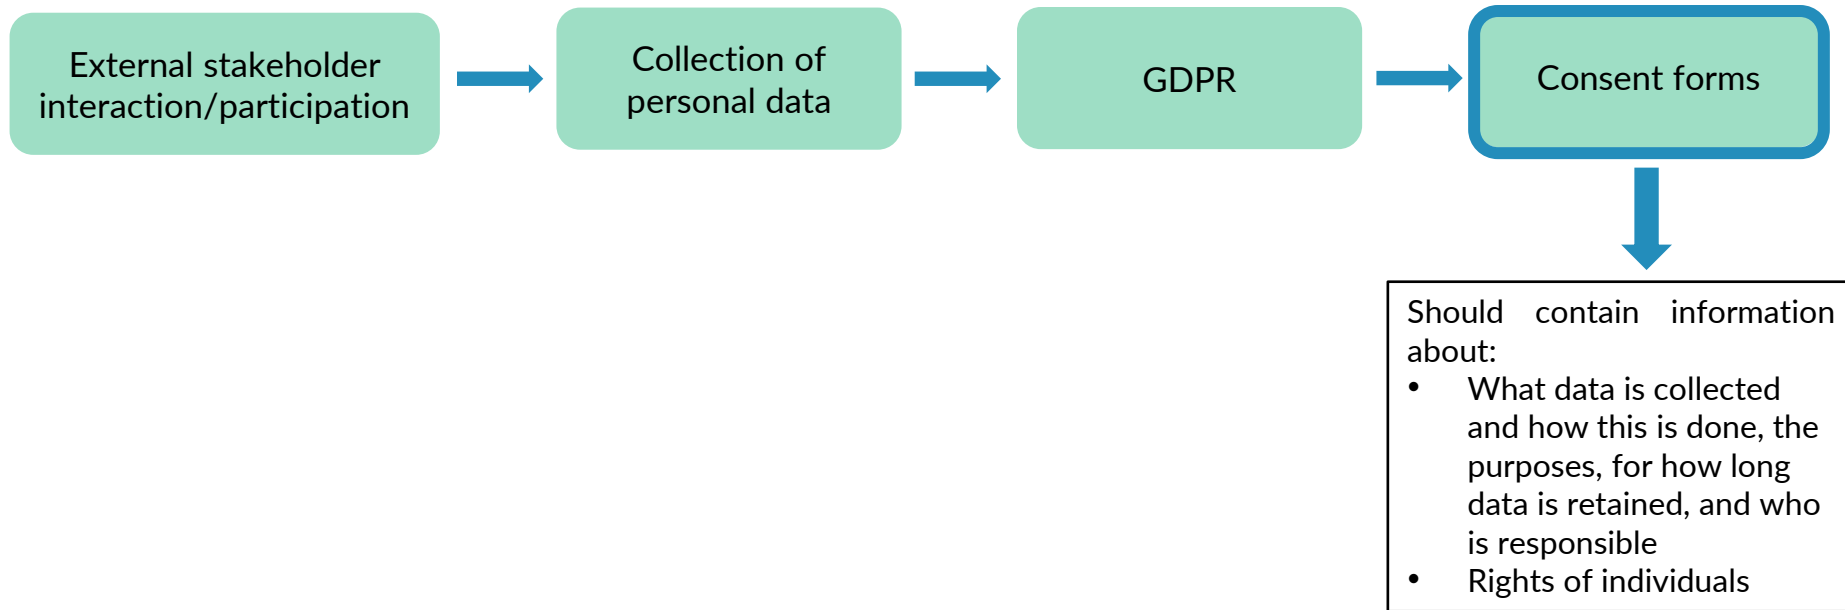 External stakeholder
interaction/participation
Collection of
personal data
GDPR
Consent forms
Should contain information
about:
• What data is collected
and how this is done, the
purposes, for how long
data is retained, and who
is responsible
• Rights of individuals